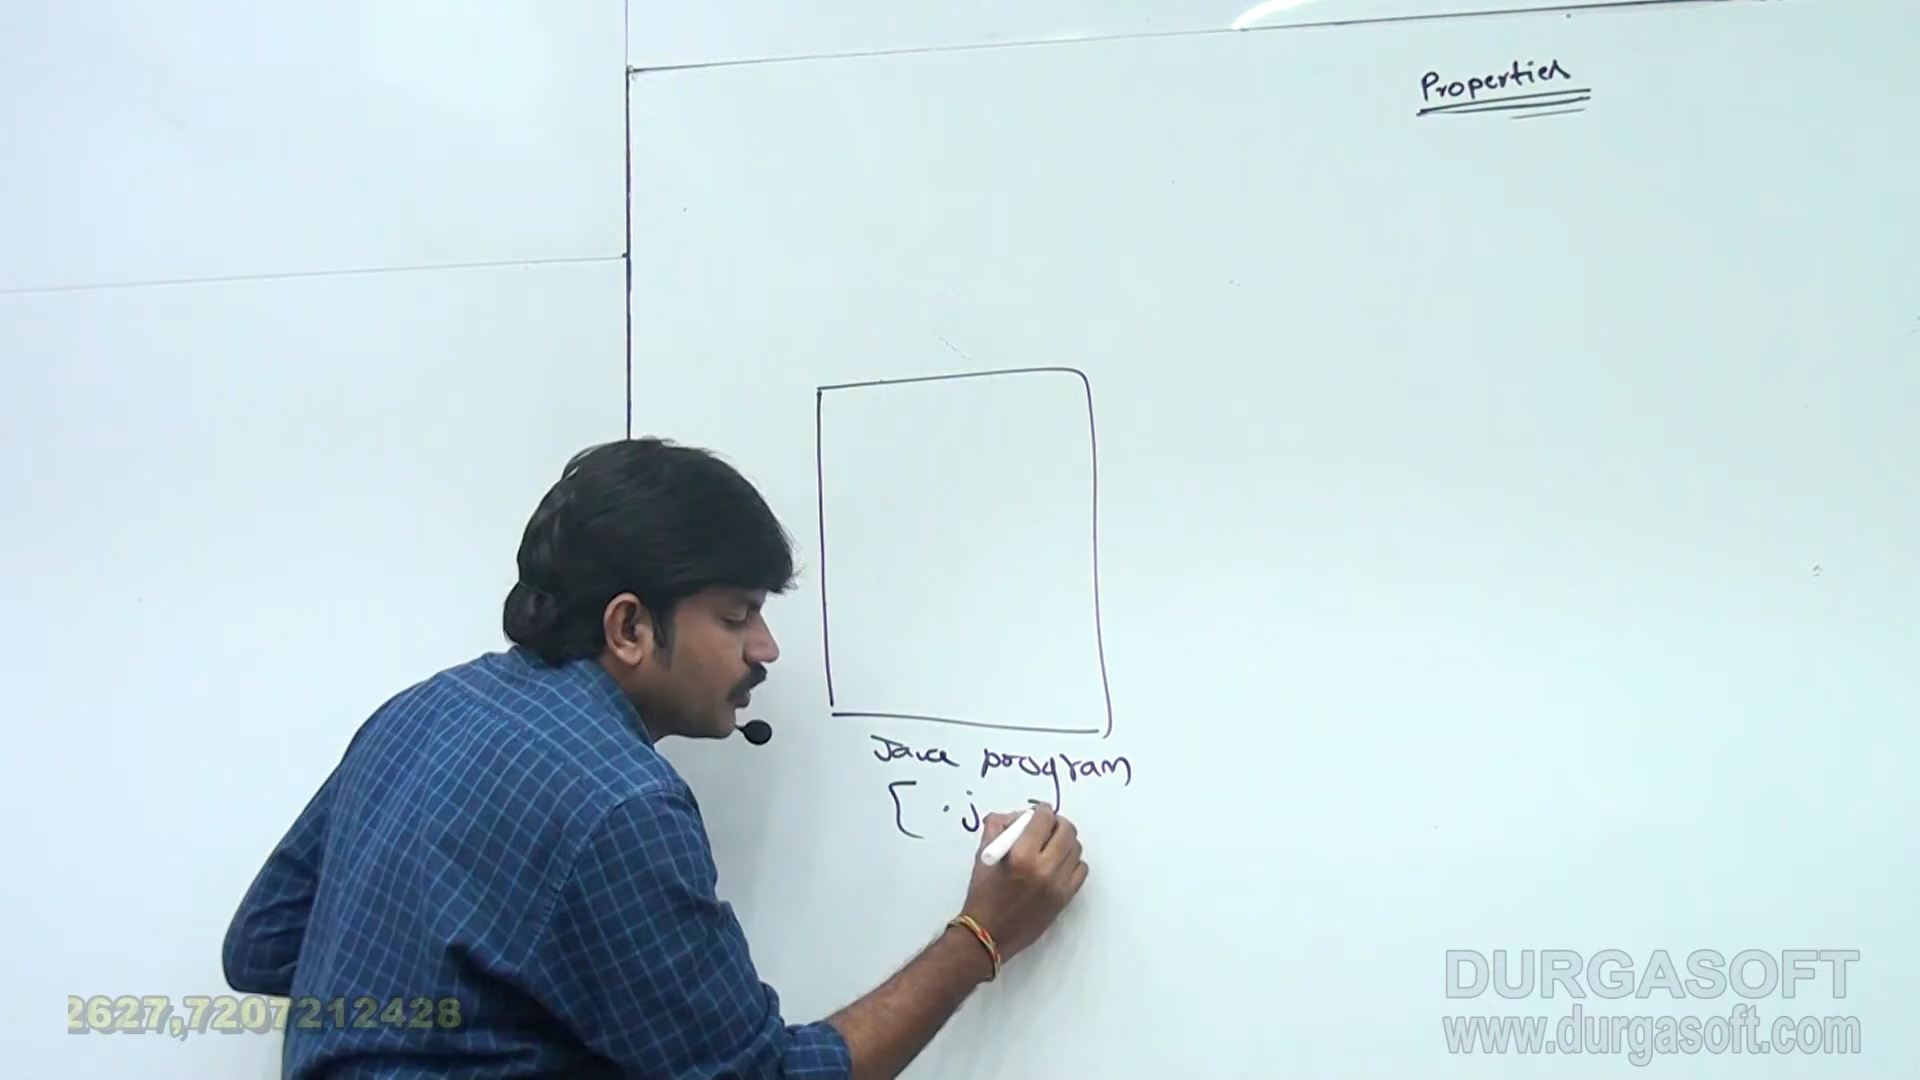 Properties
Java program
[ .j
2627,7207212428
DURGASOFT
www.durgasoft.com